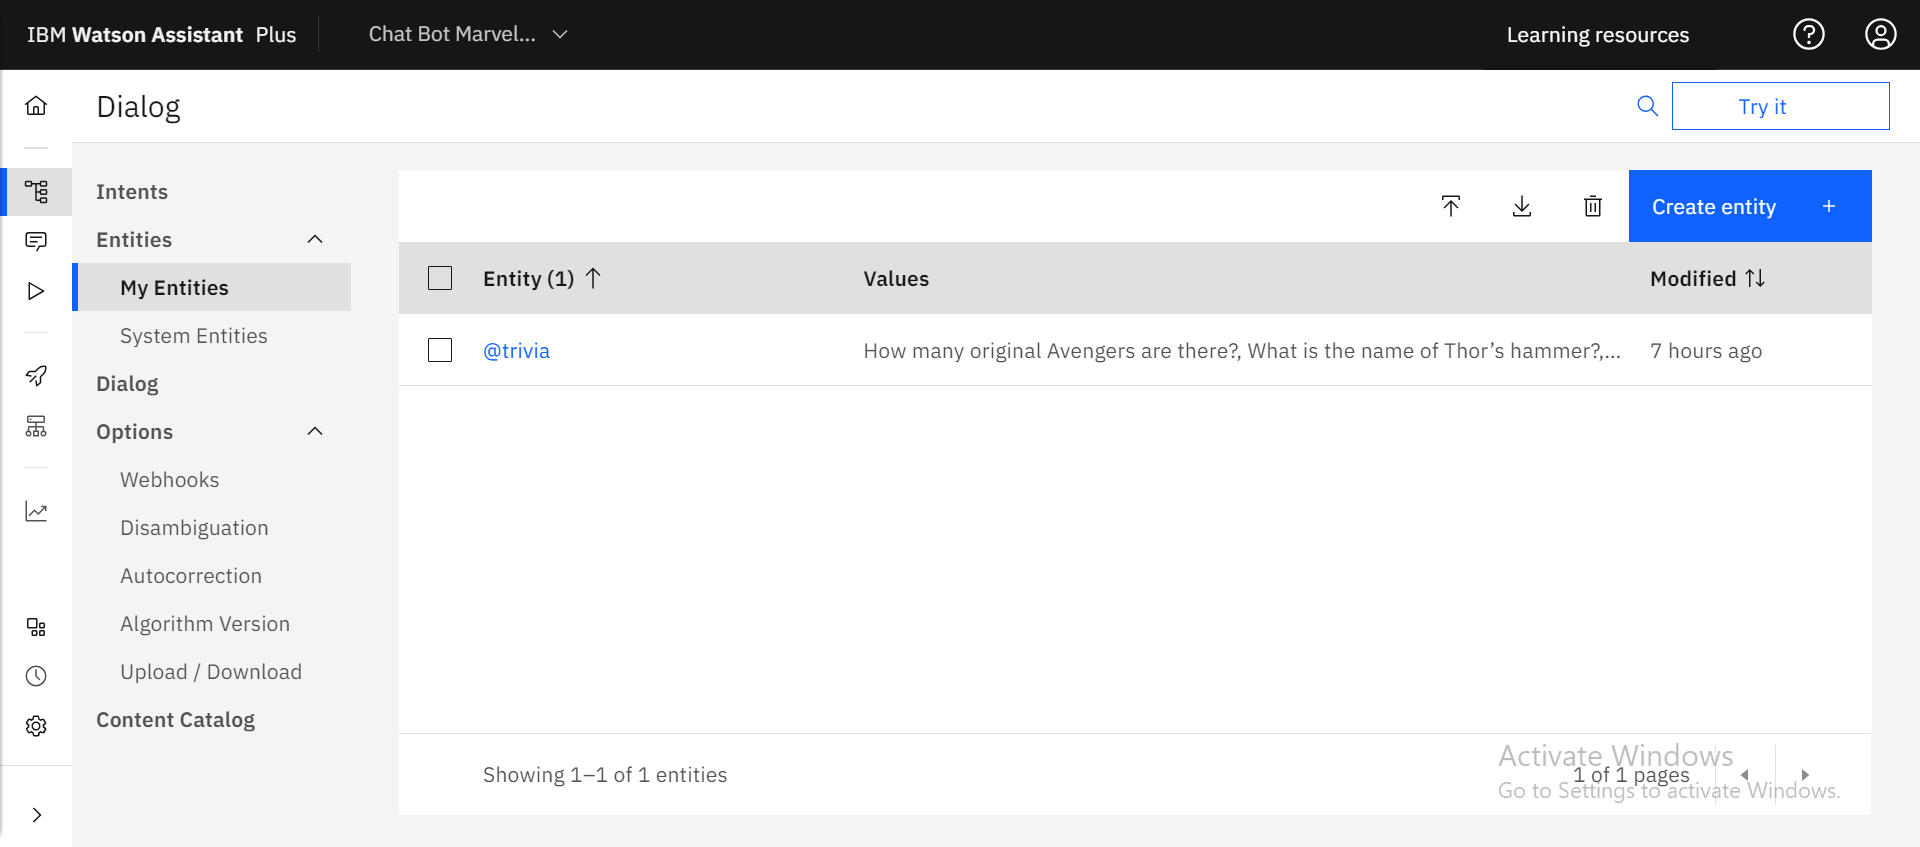 IBM Watson Assistant Plus
Chat Bot Marvel...
Learning resources
Dialog
Try it
Intents
Entities
My Entities
System Entities
Dialog
Options
Webhooks
Disambiguation
Autocorrection
Algorithm Version
Upload / Download
Content Catalog
Create entity +
Entity (1)
Values
Modified
@trivia
How many original Avengers are there?, What is the name of Thor’s hammer?,...
7 hours ago
Showing 1–1 of 1 entities
1 of 1 pages
Activate Windows
Go to Settings to activate Windows.